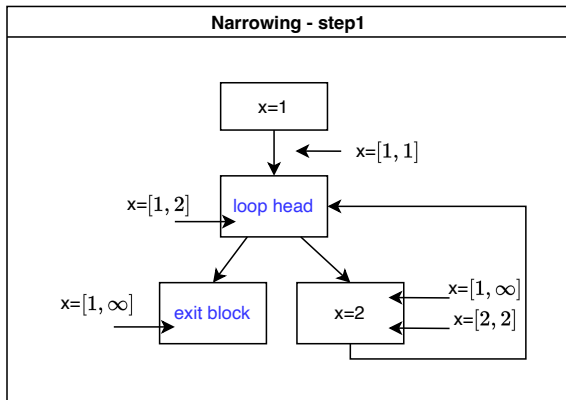 Narrowing - step1
x=1
x=[1, 1]
x=[1, 2]
loop head
x=[1, ∞]
exit block
x=2
x=[1, ∞]
x=[2, 2]